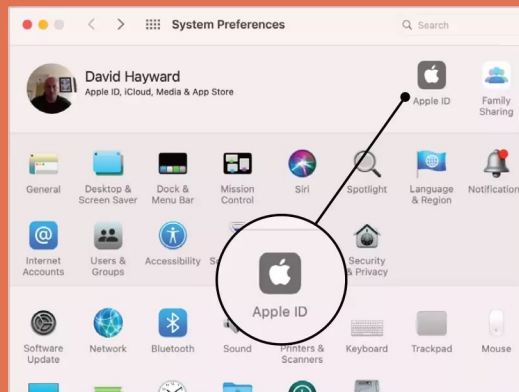 System Preferences
Search
David Hayward
Apple ID, iCloud, Media & App Store
Apple ID
Family
Sharing
General
Desktop &
Screen Saver
Dock &
Menu Bar
Mission
Control
Siri
Spotlight
Language
& Region
Notification
Internet
Accounts
Users &
Groups
Accessibility
Security
& Privacy
Apple ID
Software
Update
Network
Bluetooth
Sound
Printers &
Scanners
Keyboard
Trackpad
Mouse